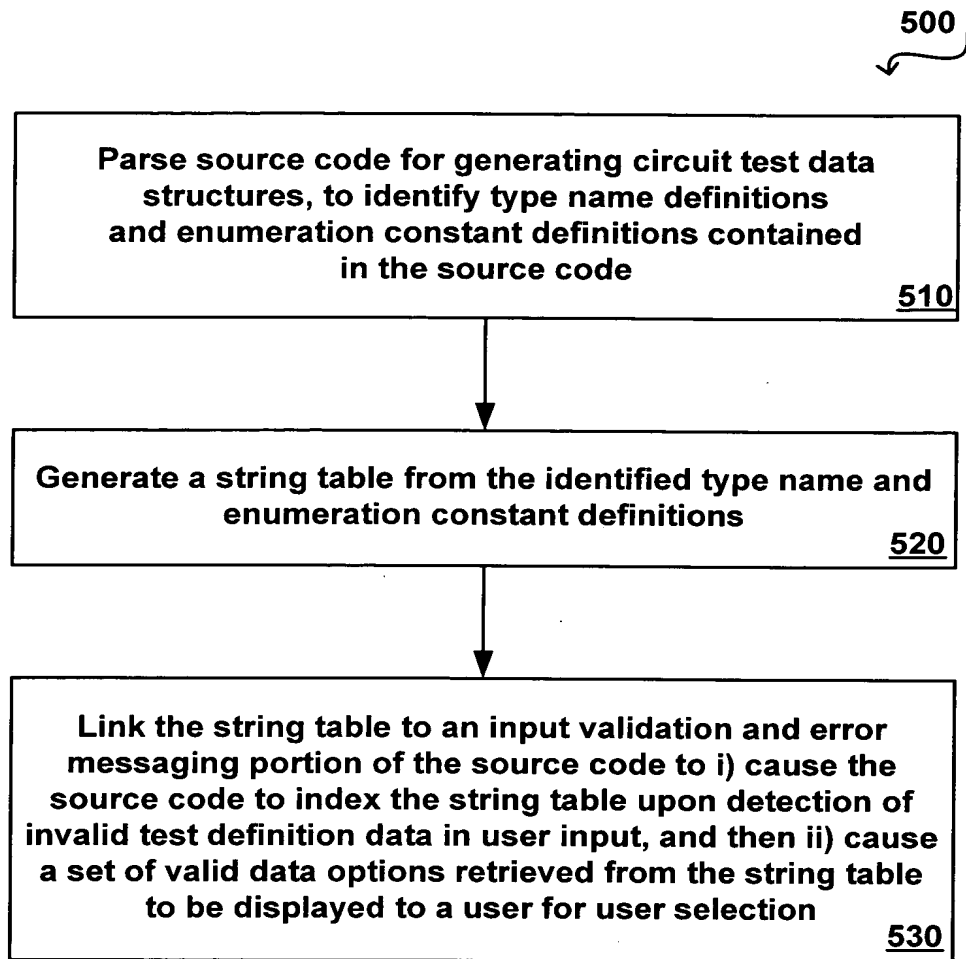 500
Parse source code for generating circuit test data
structures, to identify type name definitions
and enumeration constant definitions contained
in the source code
510
Generate a string table from the identified type name and
enumeration constant definitions
520
Link the string table to an input validation and error
messaging portion of the source code to i) cause the
source code to index the string table upon detection of
invalid test definition data in user input, and then ii) cause
a set of valid data options retrieved from the string table
to be displayed to a user for user selection
530